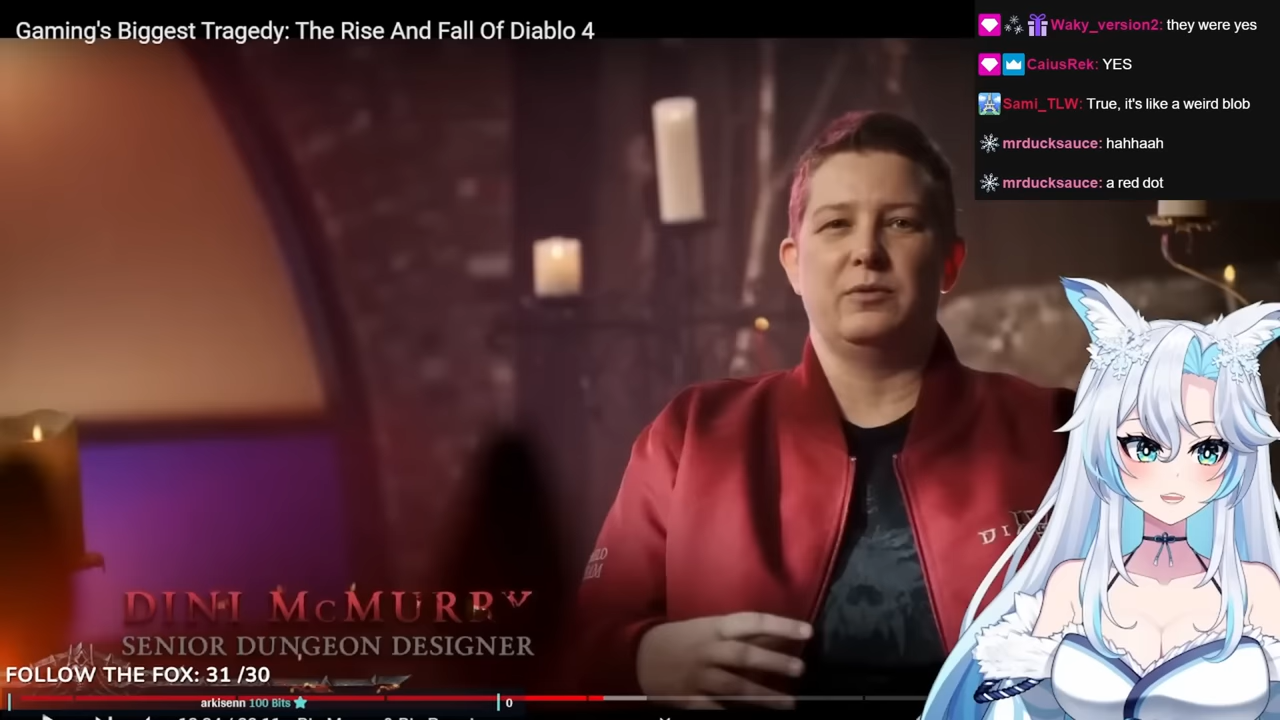 Gaming's Biggest Tragedy: The Rise And Fall Of Diablo 4
Waky_version2: they were yes
CaiusRek: YES
Sami_TLW: True, it's like a weird blob
mrducksauce: hahhaah
mrducksauce: a red dot
DINI McMURRY
SENIOR DUNGEON DESIGNER
FOLLOW THE FOX: 31 /30
arkisenn 100 Bits
0